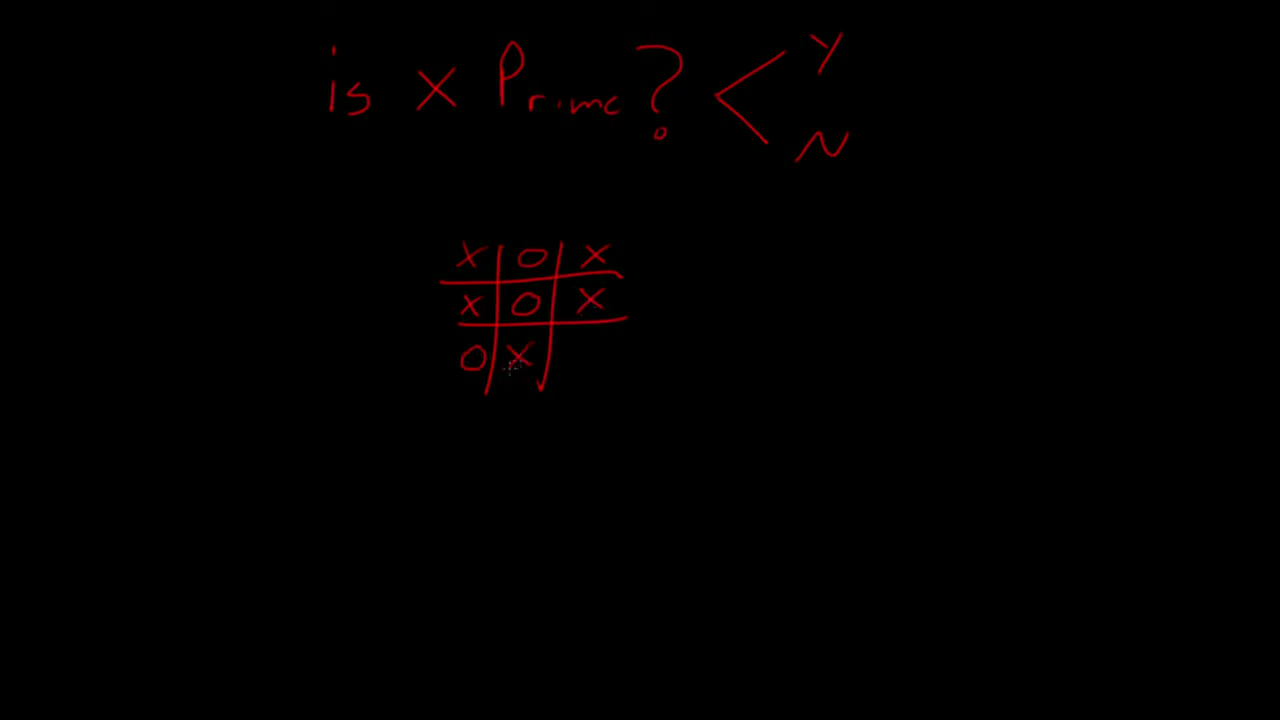 is X Prime? < Y
N
X O X
X O X
O X